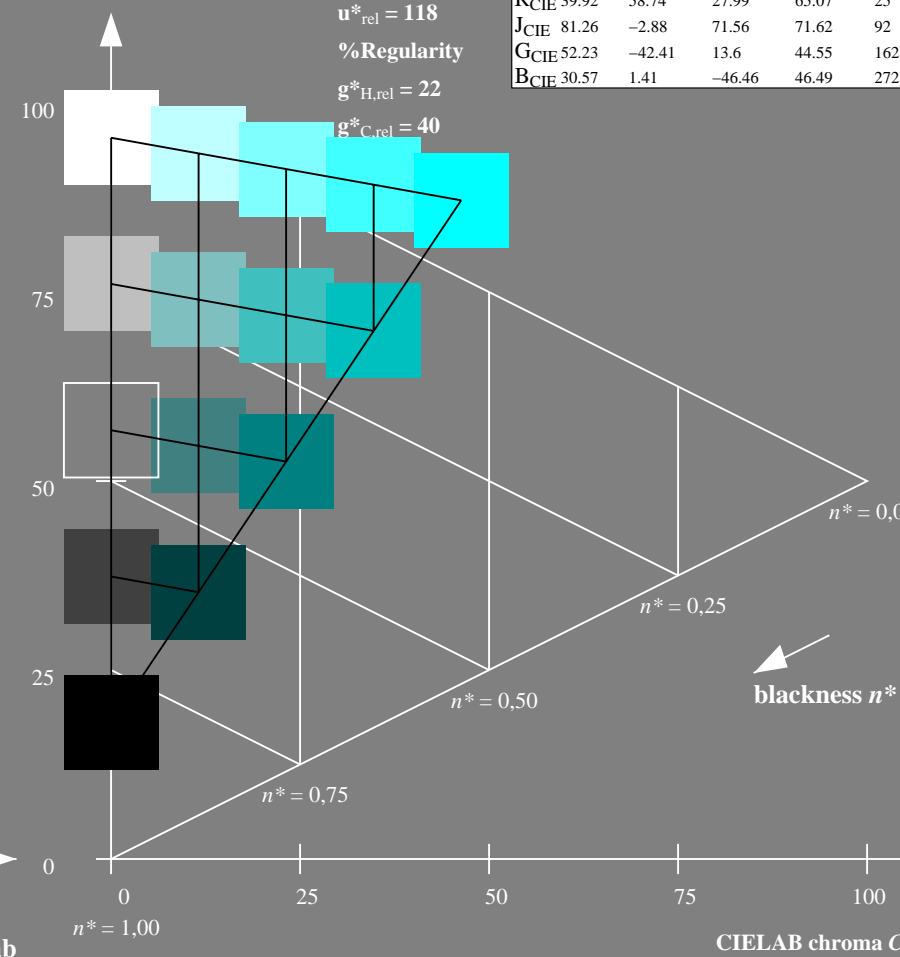 u*rel = 118
%Regularity
g*H,rel = 22
g*C,rel = 40
RCIE 39.92 58.74 27.99 65.07 25
JCIE 81.26 −2.88 71.56 71.62 92
GCIE 52.23 −42.41 13.6 44.55 162
BCIE 30.57 1.41 −46.46 46.49 272
100
75
50
25
0
n* = 0,0
n* = 0,25
n* = 0,50
n* = 0,75
blackness n*
0 25 50 75 100
n* = 1,00
CIELAB chroma C